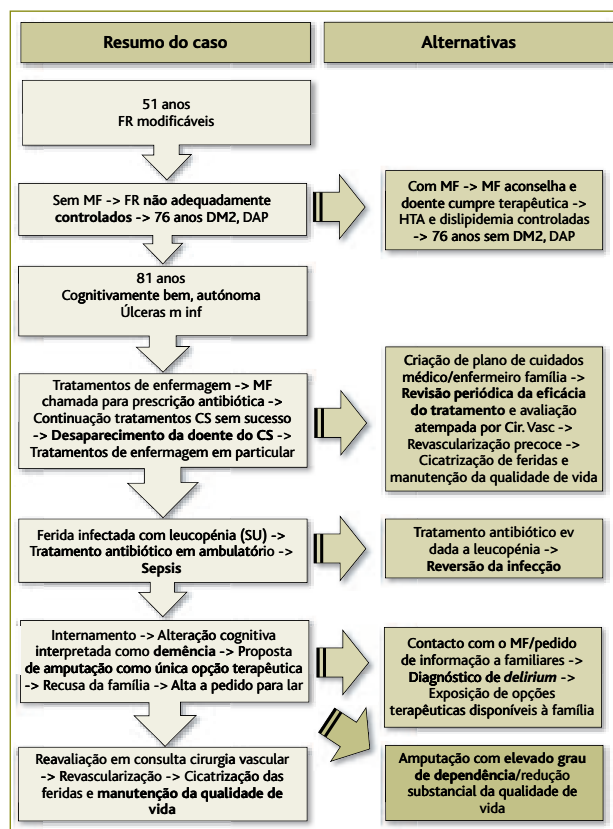 Resumo do caso
Alternativas
51 anos
FR modificáveis
Sem MF -> FR não adequadamente
controlados -> 76 anos DM2, DAP
Com MF -> MF aconselha e
doente cumpre terapêutica ->
HTA e dislipidemia controladas
-> 76 anos sem DM2, DAP
81 anos
Cognitivamente bem, autónoma
Úlceras m inf
Tratamentos de enfermagem -> MF
chamada para prescrição antibiótica ->
Continuação tratamentos CS sem sucesso
-> Desaparecimento da doente do CS ->
Tratamentos de enfermagem em particular
Criação de plano de cuidados
médico/enfermeiro família ->
Revisão periódica da eficácia
do tratamento e avaliação
atempada por Cir. Vasc ->
Revascularização precoce ->
Cicatrização de feridas e
manutenção da qualidade de vida
Ferida infectada com leucopénia (SU) ->
Tratamento antibiótico em ambulatório ->
Sepsis
Tratamento antibiótico ev
dada a leucopénia ->
Reversão da infecção
Internamento -> Alteração cognitiva
interpretada como demência -> Proposta
de amputação como única opção terapêutica
-> Recusa da família -> Alta a pedido para lar
Contacto com o MF/pedido
de informação a familiares ->
Diagnóstico de delirium ->
Exposição de opções
terapêuticas disponíveis à família
Reavaliação em consulta cirurgia vascular
-> Revascularização -> Cicatrização das
feridas e manutenção da qualidade de
vida
Amputação com elevado grau
de dependência/redução
substancial da qualidade de
vida